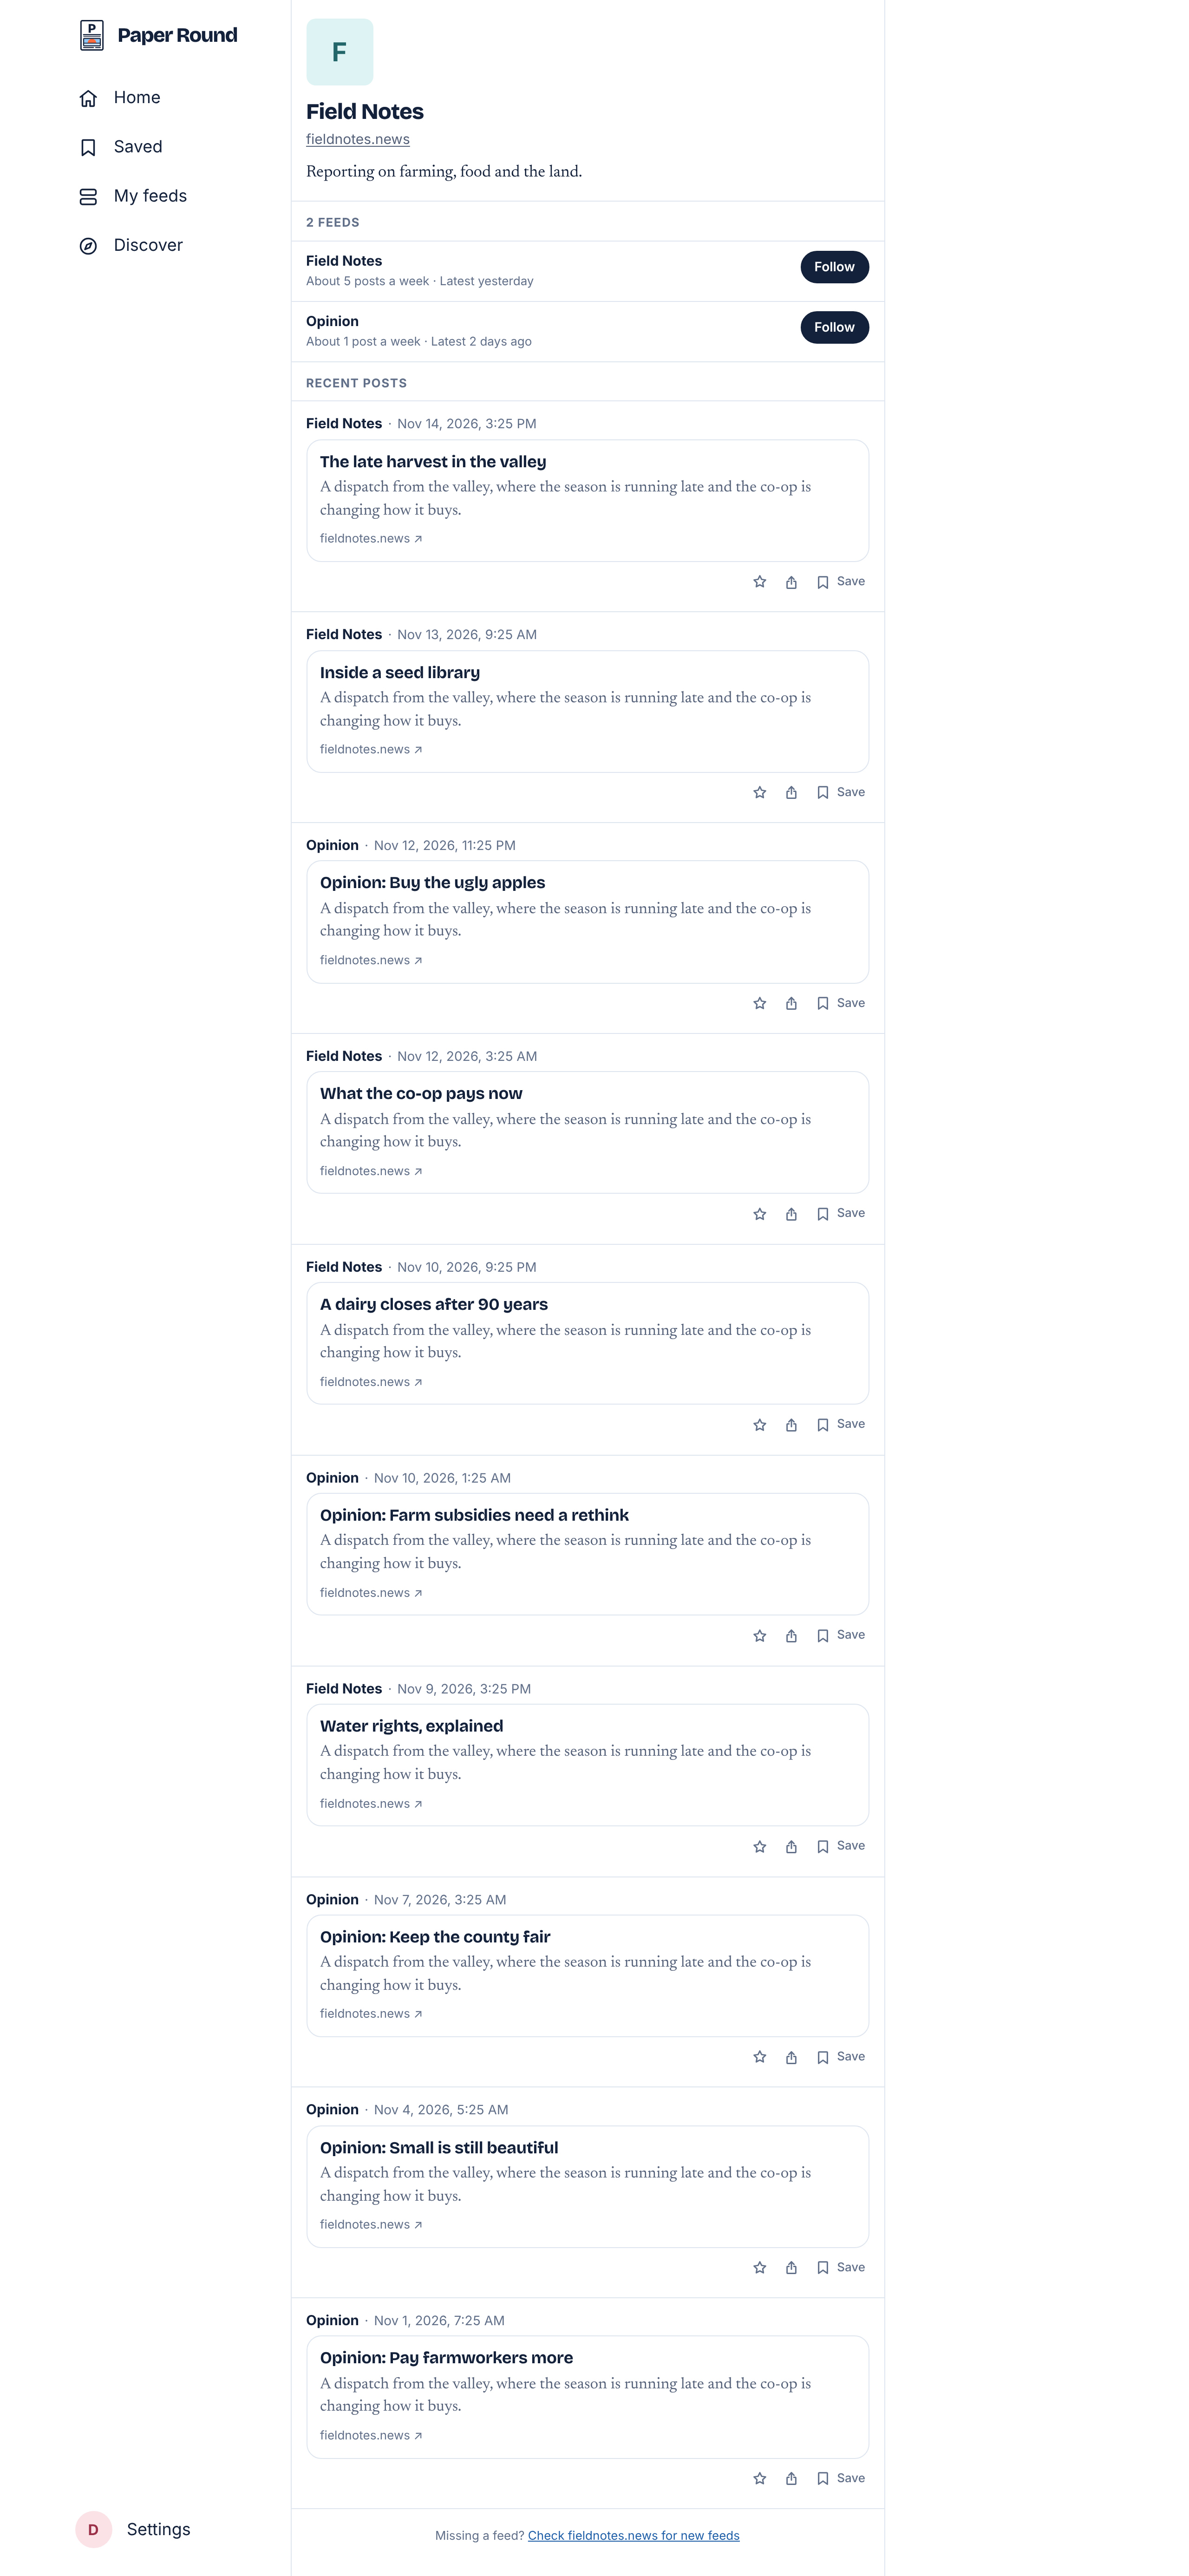 P
Paper Round
Home
Saved
My feeds
Discover
F
Field Notes
fieldnotes.news
Reporting on farming, food and the land.
2 FEEDS
Field Notes
About 5 posts a week · Latest yesterday
Follow
Opinion
About 1 post a week · Latest 2 days ago
Follow
RECENT POSTS
Field Notes · Nov 14, 2026, 3:25 PM
The late harvest in the valley
A dispatch from the valley, where the season is running late and the co-op is
changing how it buys.
fieldnotes.news ↗
Save
Field Notes · Nov 13, 2026, 9:25 AM
Inside a seed library
A dispatch from the valley, where the season is running late and the co-op is
changing how it buys.
fieldnotes.news ↗
Save
Opinion · Nov 12, 2026, 11:25 PM
Opinion: Buy the ugly apples
A dispatch from the valley, where the season is running late and the co-op is
changing how it buys.
fieldnotes.news ↗
Save
Field Notes · Nov 12, 2026, 3:25 AM
What the co-op pays now
A dispatch from the valley, where the season is running late and the co-op is
changing how it buys.
fieldnotes.news ↗
Save
Field Notes · Nov 10, 2026, 9:25 PM
A dairy closes after 90 years
A dispatch from the valley, where the season is running late and the co-op is
changing how it buys.
fieldnotes.news ↗
Save
Opinion · Nov 10, 2026, 1:25 AM
Opinion: Farm subsidies need a rethink
A dispatch from the valley, where the season is running late and the co-op is
changing how it buys.
fieldnotes.news ↗
Save
Field Notes · Nov 9, 2026, 3:25 PM
Water rights, explained
A dispatch from the valley, where the season is running late and the co-op is
changing how it buys.
fieldnotes.news ↗
Save
Opinion · Nov 7, 2026, 3:25 AM
Opinion: Keep the county fair
A dispatch from the valley, where the season is running late and the co-op is
changing how it buys.
fieldnotes.news ↗
Save
Opinion · Nov 4, 2026, 5:25 AM
Opinion: Small is still beautiful
A dispatch from the valley, where the season is running late and the co-op is
changing how it buys.
fieldnotes.news ↗
Save
Opinion · Nov 1, 2026, 7:25 AM
Opinion: Pay farmworkers more
A dispatch from the valley, where the season is running late and the co-op is
changing how it buys.
fieldnotes.news ↗
Save
D
Settings
Missing a feed? Check fieldnotes.news for new feeds